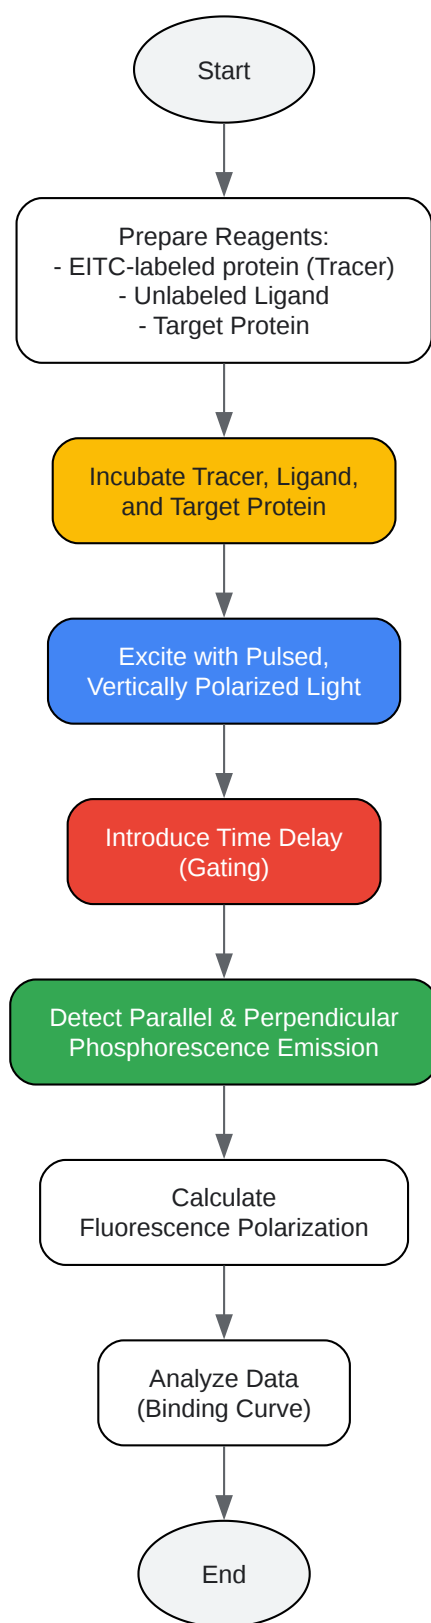 Start
Prepare Reagents:
- EITC-labeled protein (Tracer)
- Unlabeled Ligand
- Target Protein
Incubate Tracer, Ligand,
and Target Protein
Excite with Pulsed,
Vertically Polarized Light
Introduce Time Delay
(Gating)
Detect Parallel & Perpendicular
Phosphorescence Emission
Calculate
Fluorescence Polarization
Analyze Data
(Binding Curve)
End